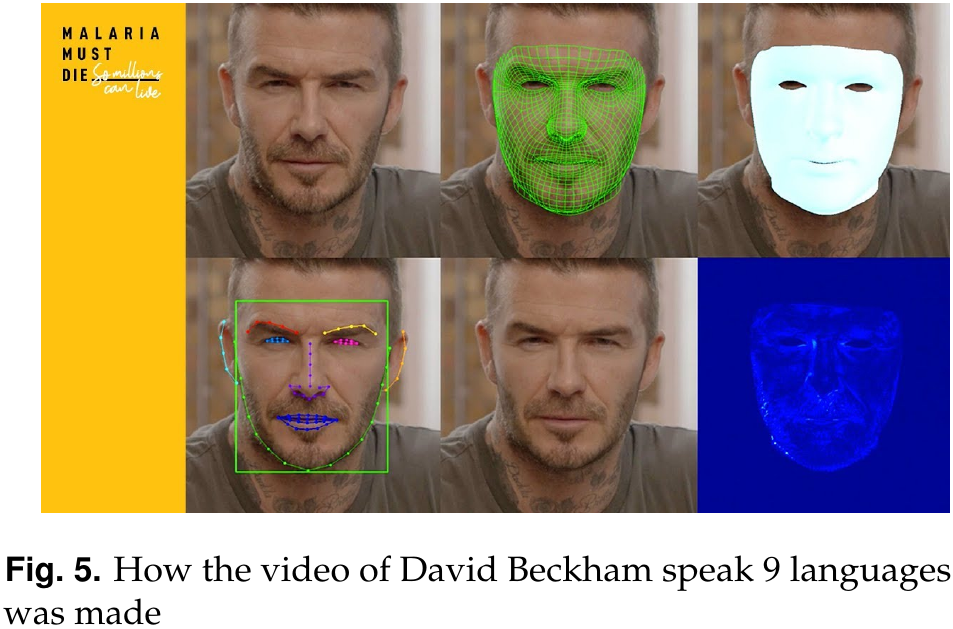 MALARIA
MUST
DIE So millions
can live
Fig. 5. How the video of David Beckham speak 9 languages
was made